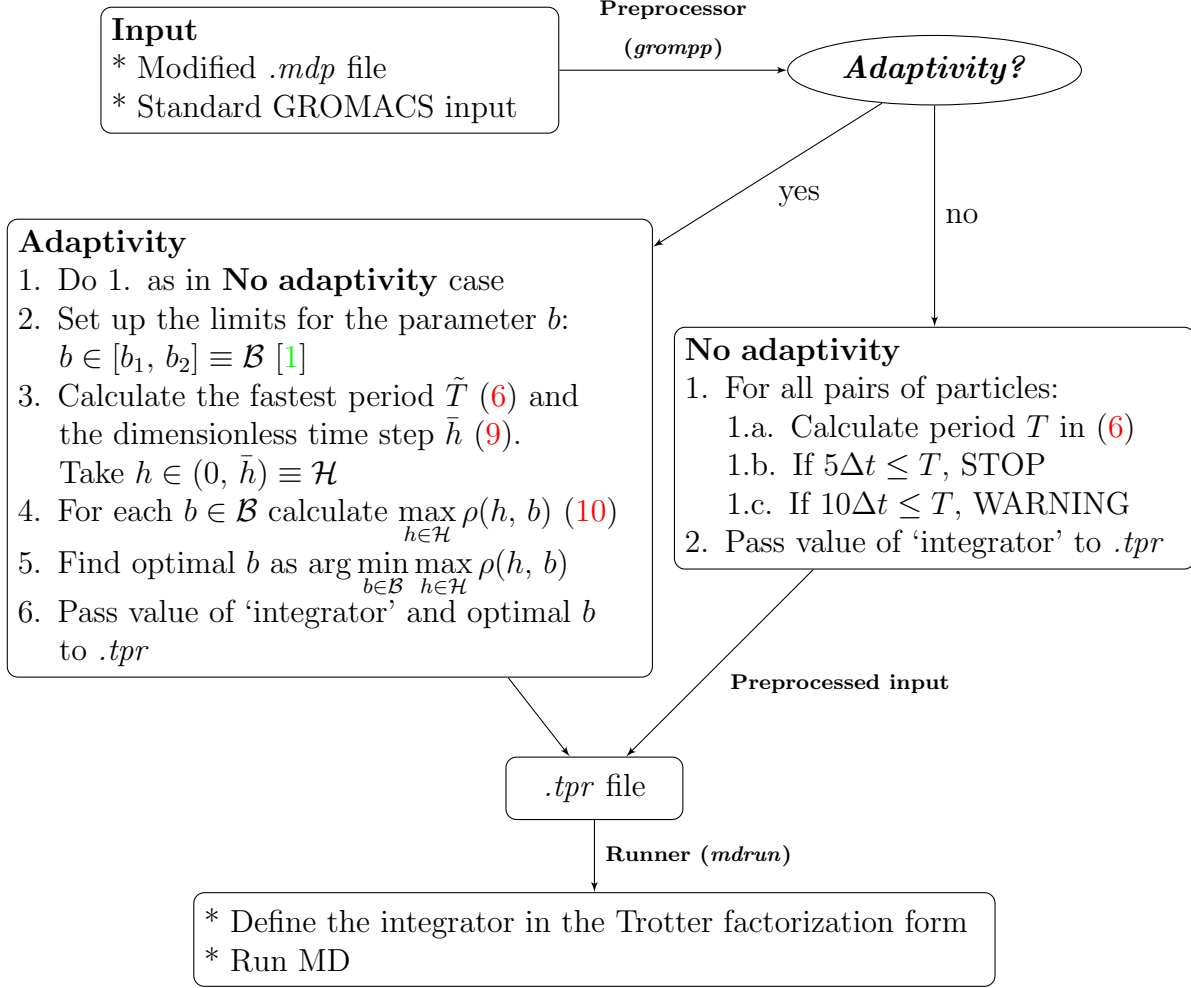 Input
* Modified .mdp file
* Standard GROMACS input
Preprocessor
(grompp)
Adaptivity?
yes
no
Adaptivity
1. Do 1. as in No adaptivity case
2. Set up the limits for the parameter b:
b ∈ [b₁, b₂] ≡ ℬ [1]
3. Calculate the fastest period T̃ (6) and
the dimensionless time step h̄ (9).
Take h ∈ (0, h̄) ≡ ℋ
4. For each b ∈ ℬ calculate max h∈ℋ ρ(h, b) (10)
5. Find optimal b as arg min b∈ℬ max h∈ℋ ρ(h, b)
6. Pass value of ‘integrator’ and optimal b
to .tpr
No adaptivity
1. For all pairs of particles:
1.a. Calculate period T in (6)
1.b. If 5Δt ≤ T, STOP
1.c. If 10Δt ≤ T, WARNING
2. Pass value of ‘integrator’ to .tpr
Preprocessed input
.tpr file
Runner (mdrun)
* Define the integrator in the Trotter factorization form
* Run MD